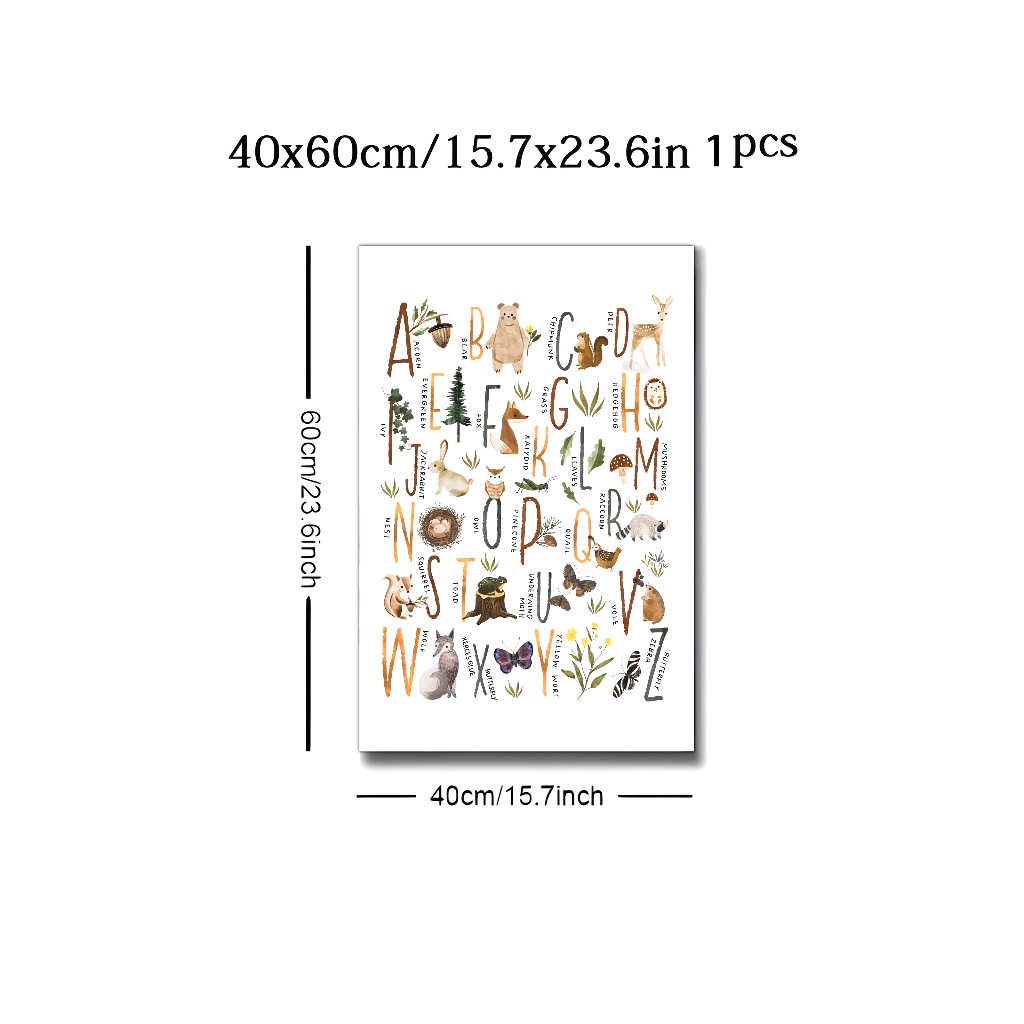 40x60cm/15.7x23.6in 1pcs
60cm/23.6inch
A ACORN
BEAR B
CHIPMUNK C
DEER D
EVERGREEN E
FOX F
GRASS G
HEDGEHOG H
IVY I
J JACKRABBIT
KATYDID K
LEAVES L
M MUSHROOMS
NEST N
OWL O
PINECONE P
QUAIL Q
RACCOON R
SQUIRREL S
TOAD T
UNDERWING MOTH U
VOLE V
W WOLF
XERCES BLUE X BUTTERFLY
Y YELLOW WORT
ZEBRA Z BUTTERFLY
40cm/15.7inch